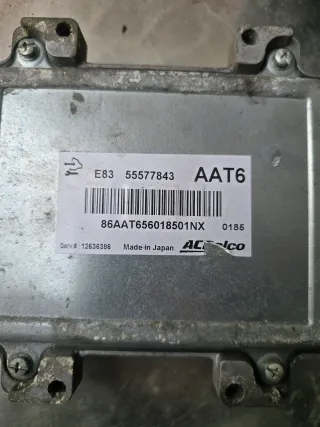 E83 55577843 AAT6
86AAT656018501NX 0185
Serv.#: 12636386 Made in Japan ACDelco